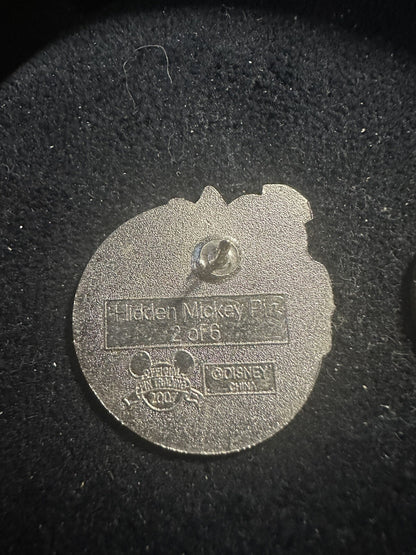 Hidden Mickey Pin
2 of 6
OFFICIAL
PIN TRADING
2007
©DISNEY
CHINA